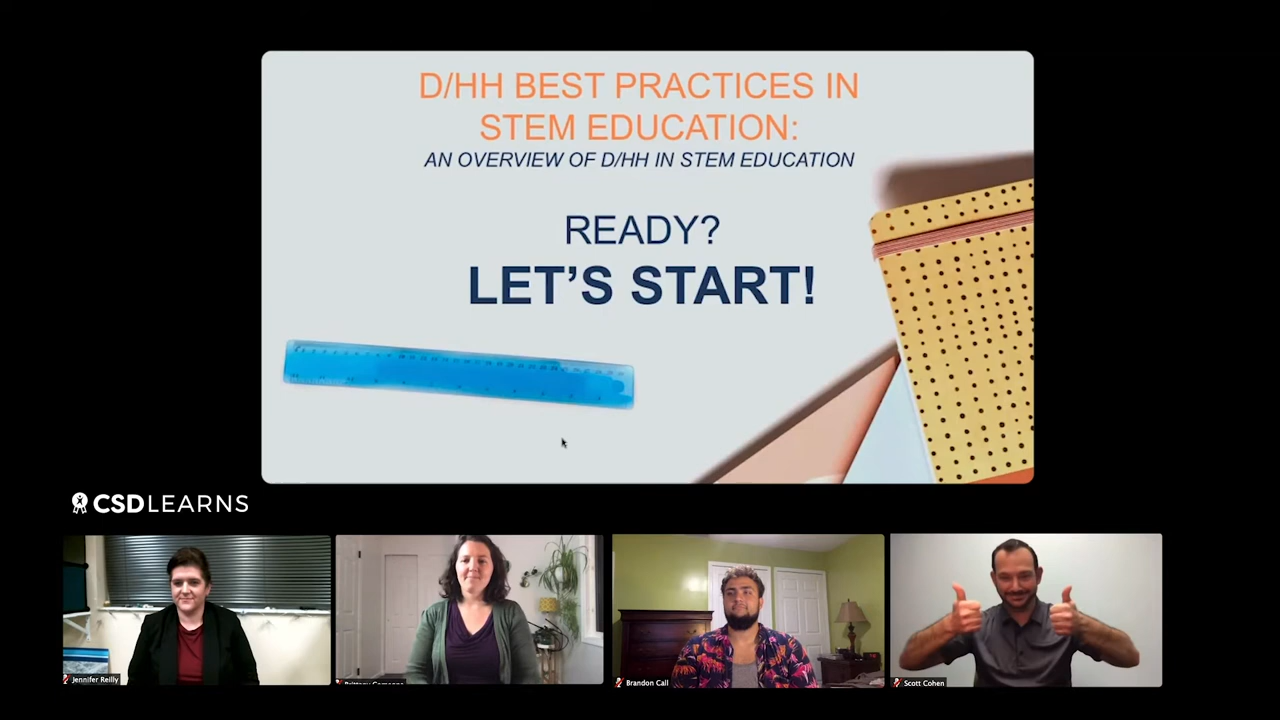 D/HH BEST PRACTICES IN
STEM EDUCATION:
AN OVERVIEW OF D/HH IN STEM EDUCATION
READY?
LET'S START!
CSDLEARNS
Jennifer Reilly
Brandon Call
Scott Cohen